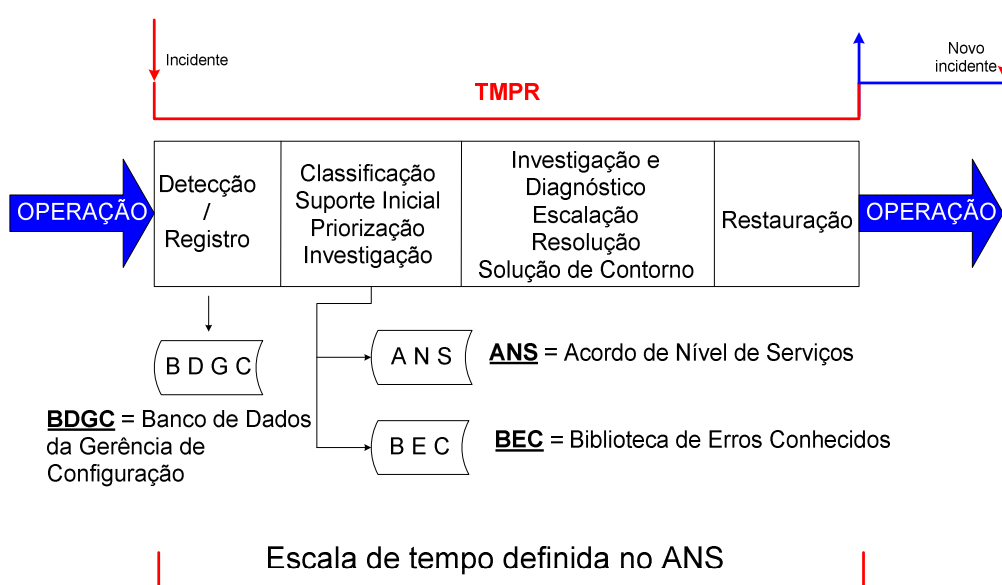 Incidente
Novo
incidente
TMPR
OPERAÇÃO
Detecção
/
Registro
Classificação
Suporte Inicial
Priorização
Investigação
Investigação e
Diagnóstico
Escalação
Resolução
Solução de Contorno
Restauração
OPERAÇÃO
B D G C
BDGC = Banco de Dados
da Gerência de
Configuração
A N S
ANS = Acordo de Nível de Serviços
B E C
BEC = Biblioteca de Erros Conhecidos
Escala de tempo definida no ANS